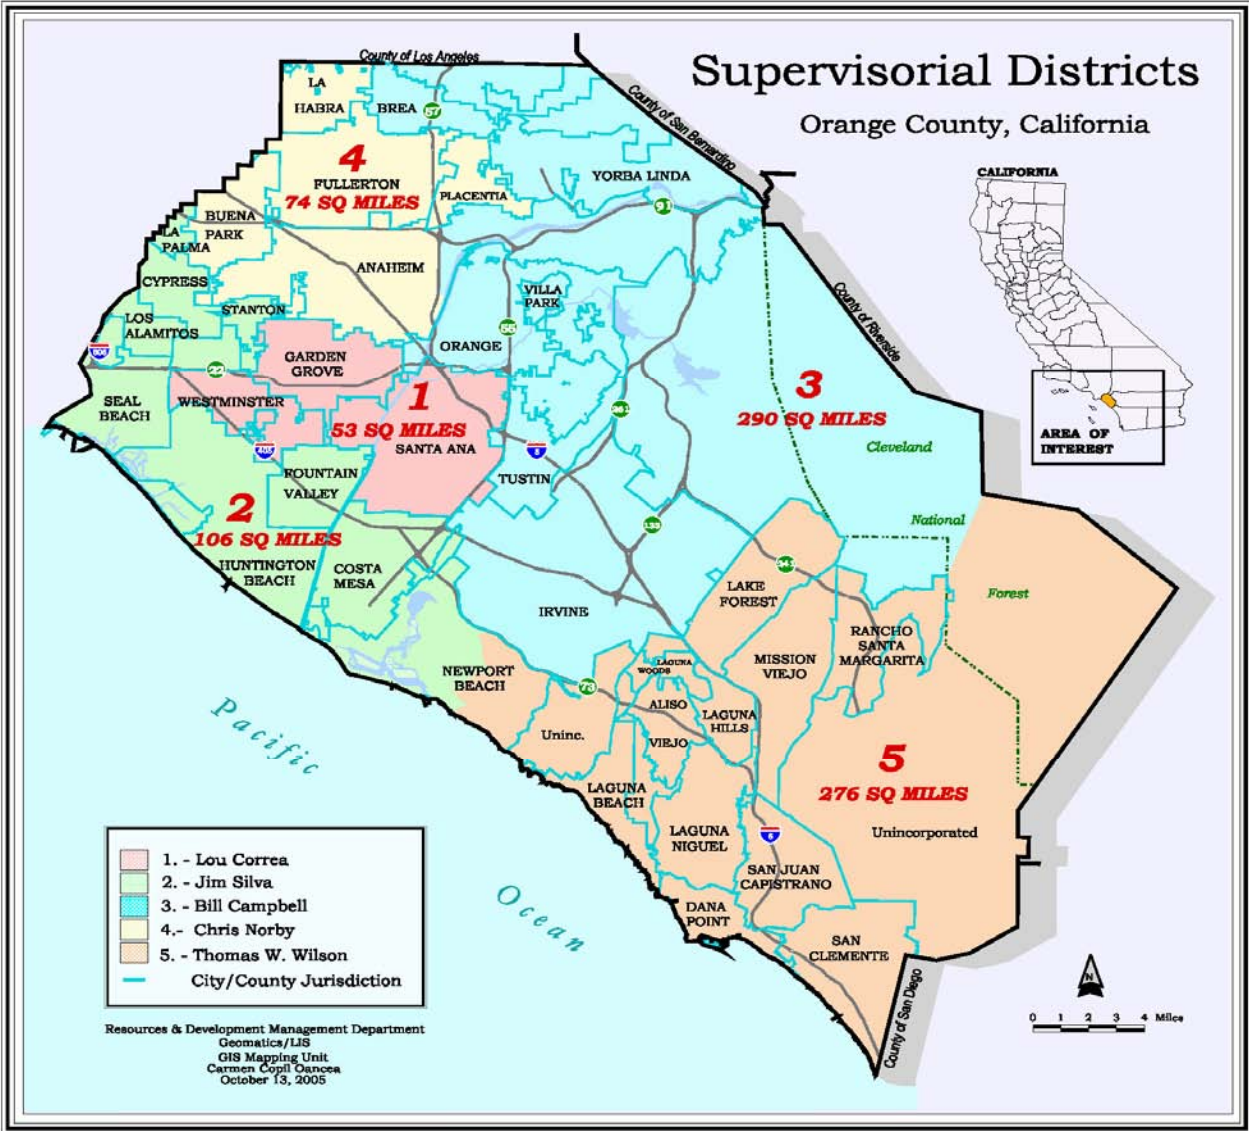 County of Los Angeles
Supervisorial Districts
Orange County, California
County of San Bernardino
CALIFORNIA
AREA OF
INTEREST
LA
HABRA
BREA
57
4
FULLERTON
74 SQ MILES
PLACENTIA
YORBA LINDA
91
BUENA
PARK
LA
PALMA
ANAHEIM
CYPRESS
VILLA
PARK
County of Riverside
STANTON
LOS
ALAMITOS
55
ORANGE
605
GARDEN
GROVE
22
3
290 SQ MILES
SEAL
BEACH
WESTMINSTER
1
53 SQ MILES
SANTA ANA
241
Cleveland
405
5
FOUNTAIN
VALLEY
TUSTIN
2
106 SQ MILES
133
National
HUNTINGTON
BEACH
COSTA
MESA
241
LAKE
FOREST
Forest
IRVINE
RANCHO
SANTA
MARGARITA
NEWPORT
BEACH
LAGUNA
WOODS
MISSION
VIEJO
73
ALISO
VIEJO
LAGUNA
HILLS
Pacific
Uninc.
5
276 SQ MILES
LAGUNA
BEACH
LAGUNA
NIGUEL
5
Unincorporated
SAN JUAN
CAPISTRANO
Ocean
DANA
POINT
SAN
CLEMENTE
County of San Diego
1. - Lou Correa
2. - Jim Silva
3. - Bill Campbell
4.- Chris Norby
5. - Thomas W. Wilson
City/County Jurisdiction
N
0 1 2 3 4 Miles
Resources & Development Management Department
Geomatics/LIS
GIS Mapping Unit
Carmen Copil Oancea
October 13, 2005